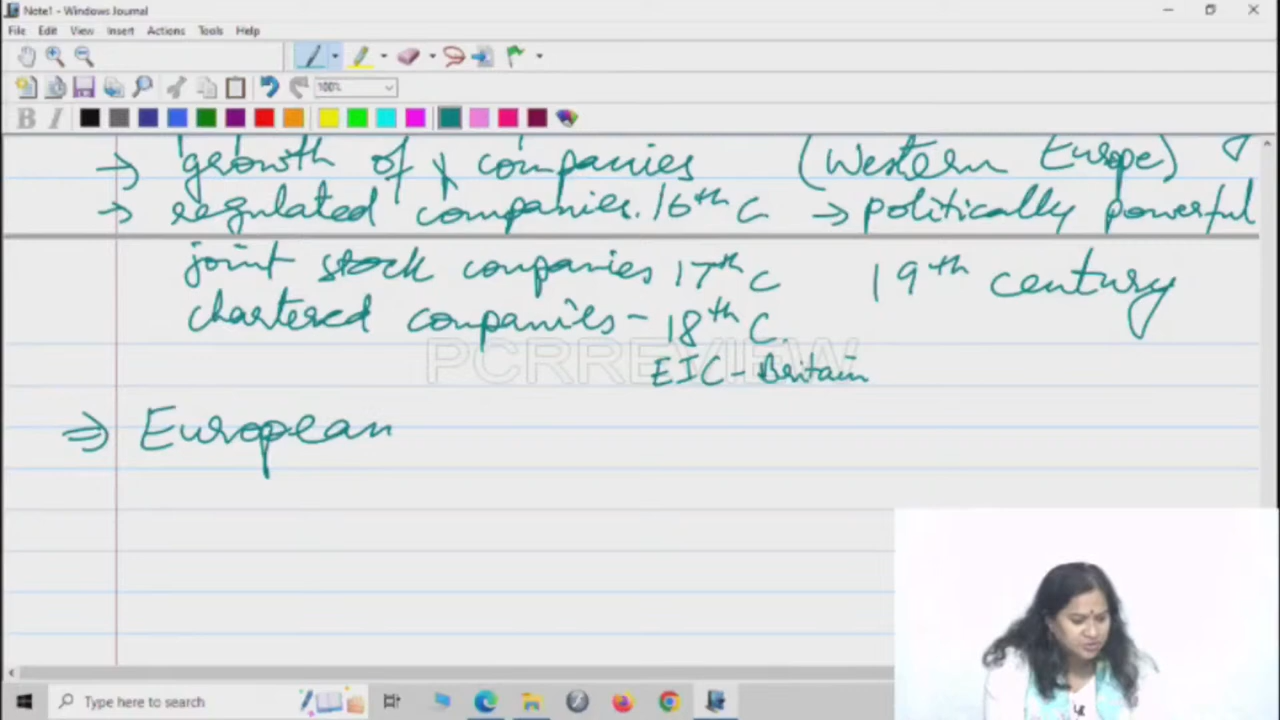 Note1 - Windows Journal
File Edit View Insert Actions Tools Help
100%
B I
→ growth of companies (Western Europe)
→ regulated companies. 16th C → politically powerful
joint stock companies 17th C 19th century
chartered companies - 18th C.
PCRREVIEW
EIC - Britain
⇒ European
Type here to search